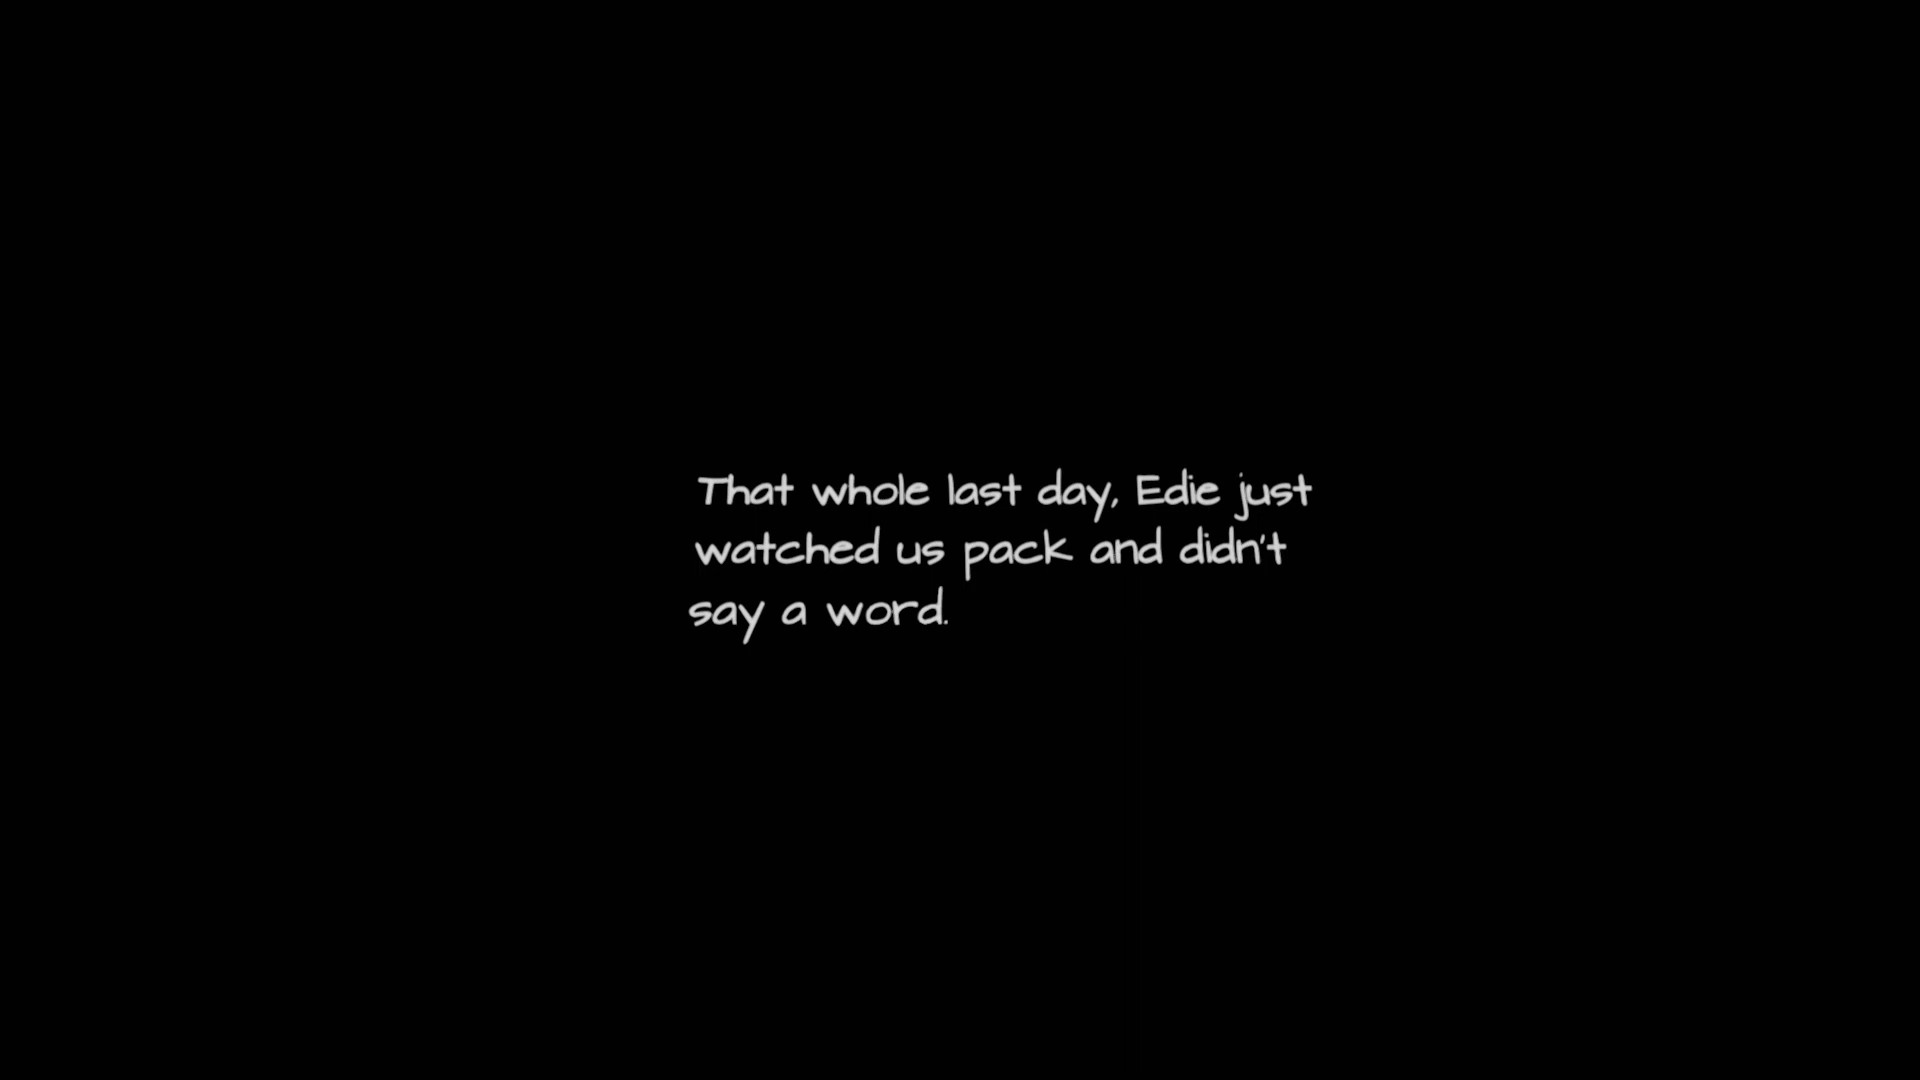 That whole last day, Edie just
watched us pack and didn't
say a word.